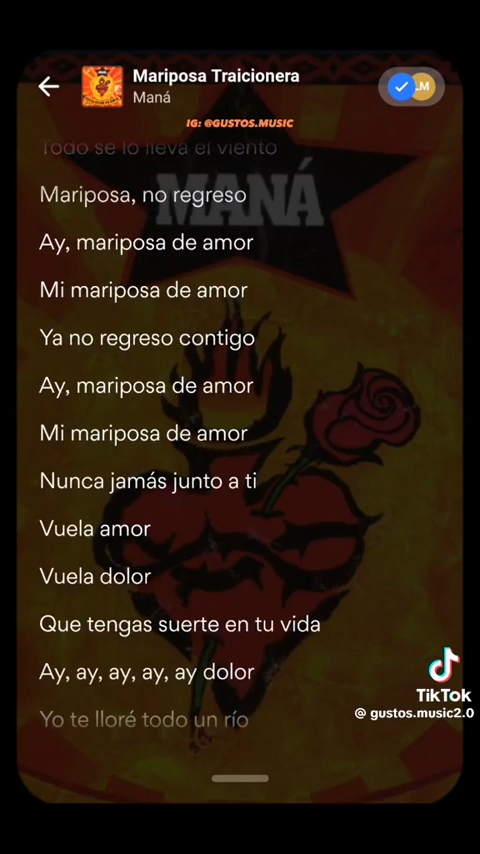 Mariposa Traicionera
Maná
LM
IG: @GUSTOS.MUSIC
Todo se lo lleva el viento
MANÁ
Mariposa, no regreso
Ay, mariposa de amor
Mi mariposa de amor
Ya no regreso contigo
Ay, mariposa de amor
Mi mariposa de amor
Nunca jamás junto a ti
Vuela amor
Vuela dolor
Que tengas suerte en tu vida
Ay, ay, ay, ay, ay dolor
Yo te lloré todo un río
TikTok
@ gustos.music2.0